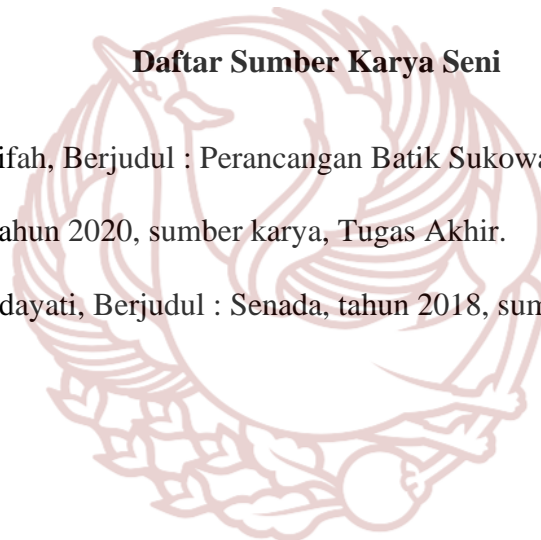 Daftar Sumber Karya Seni
ifah, Berjudul : Perancangan Batik Sukowa
ahun 2020, sumber karya, Tugas Akhir.
dayati, Berjudul : Senada, tahun 2018, sum